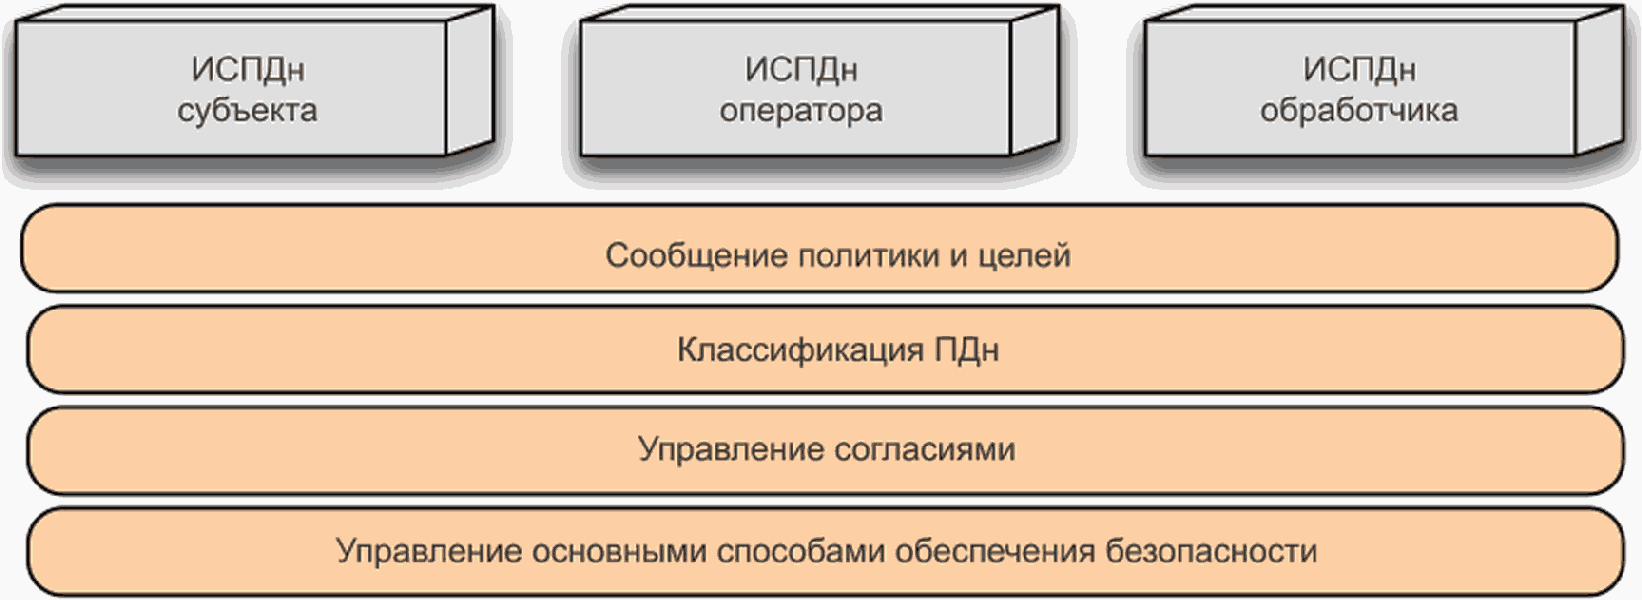 ИСПДн
субъекта
ИСПДн
оператора
ИСПДн
обработчика
Сообщение политики и целей
Классификация ПДн
Управление согласиями
Управление основными способами обеспечения безопасности